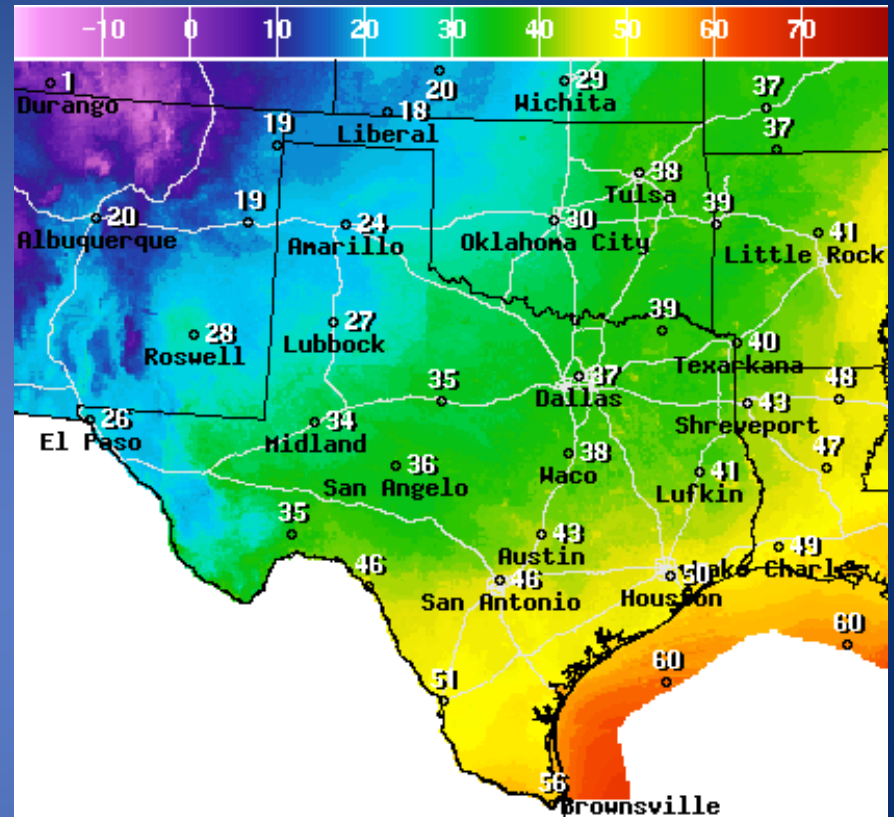 -10 0 10 20 30 40 50 60 70
1
Durango
20
29
Wichita
18
Liberal
37
37
19
38
Tulsa
20
Albuquerque
19
24
Amarillo
30
Oklahoma City
39
41
Little Rock
28
Roswell
27
Lubbock
39
40
Texarkana
37
Dallas
35
48
43
Shreveport
26
El Paso
34
Midland
36
San Angelo
38
Waco
41
Lufkin
47
35
43
Austin
49
Lake Charles
46
San Antonio
50
Houston
46
51
60
60
56
Brownsville